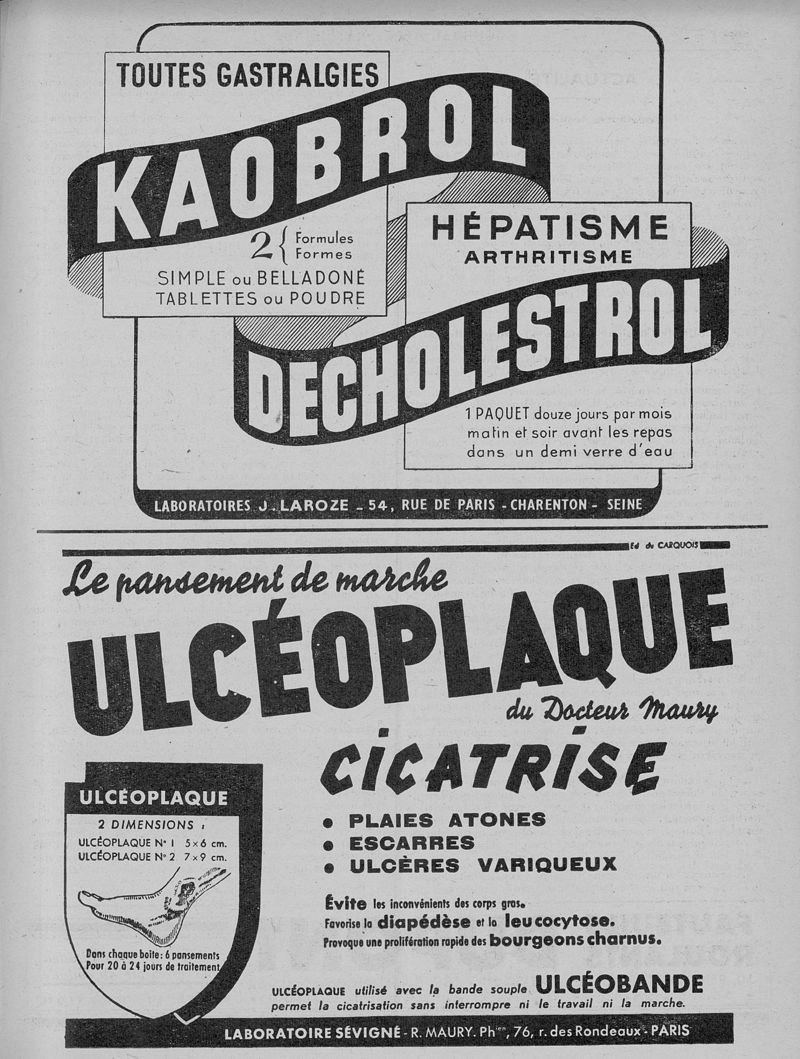 TOUTES GASTRALGIES
KAOBROL
2 { Formules
Formes
SIMPLE ou BELLADONÉ
TABLETTES ou POUDRE
HÉPATISME
ARTHRITISME
DECHOLESTROL
1 PAQUET douze jours par mois
matin et soir avant les repas
dans un demi verre d'eau
LABORATOIRES J. LAROZE - 54, RUE DE PARIS - CHARENTON - SEINE
Ed du CARQUOIS
Le pansement de marche
ULCÉOPLAQUE
du Docteur Maury
CICATRISE
• PLAIES ATONES
• ESCARRES
• ULCÈRES VARIQUEUX
ULCÉOPLAQUE
2 DIMENSIONS :
ULCÉOPLAQUE N° 1 5×6 cm.
ULCÉOPLAQUE N° 2 7×9 cm.
Dans chaque boite : 6 pansements
Pour 20 à 24 jours de traitement
Évite les inconvénients des corps gras.
Favorise la diapédèse et la leucocytose.
Provoque une prolifération rapide des bourgeons charnus.
ULCÉOPLAQUE utilisé avec la bande souple ULCÉOBANDE
permet la cicatrisation sans interrompre ni le travail ni la marche.
LABORATOIRE SÉVIGNÉ - R. MAURY. Phien, 76, r. des Rondeaux - PARIS